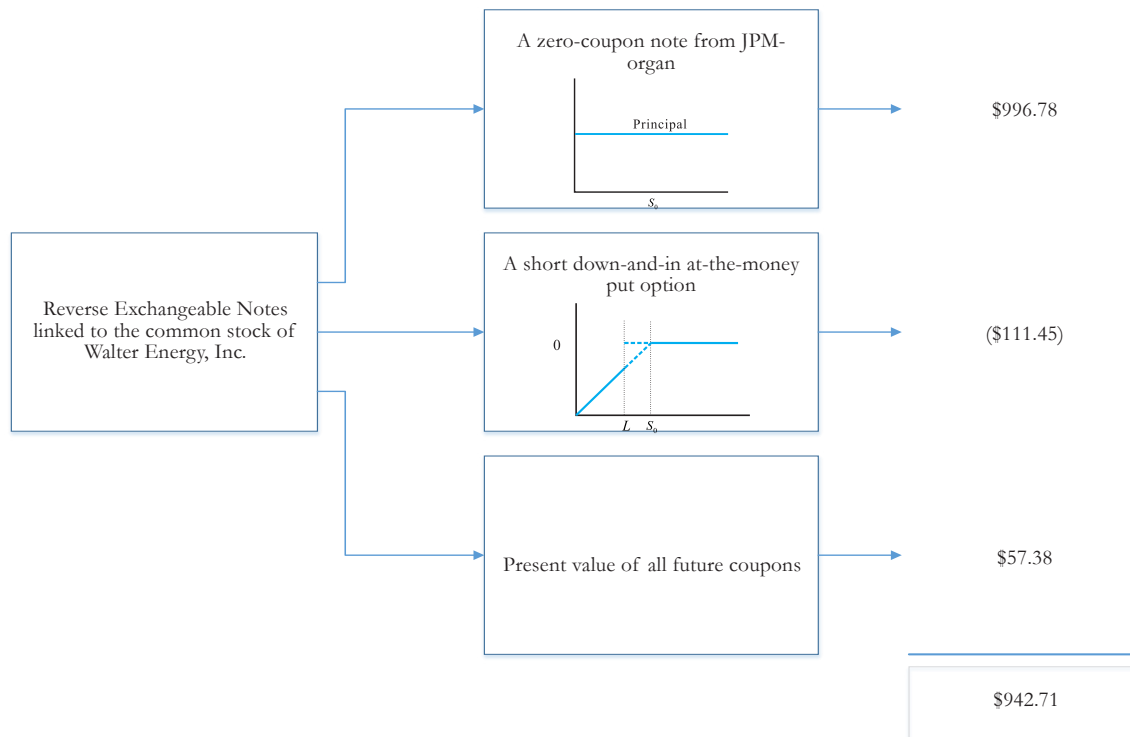 A zero-coupon note from JPM-
organ
Principal
S₀
$996.78
Reverse Exchangeable Notes
linked to the common stock of
Walter Energy, Inc.
A short down-and-in at-the-money
put option
0
L S₀
($111.45)
Present value of all future coupons
$57.38
$942.71